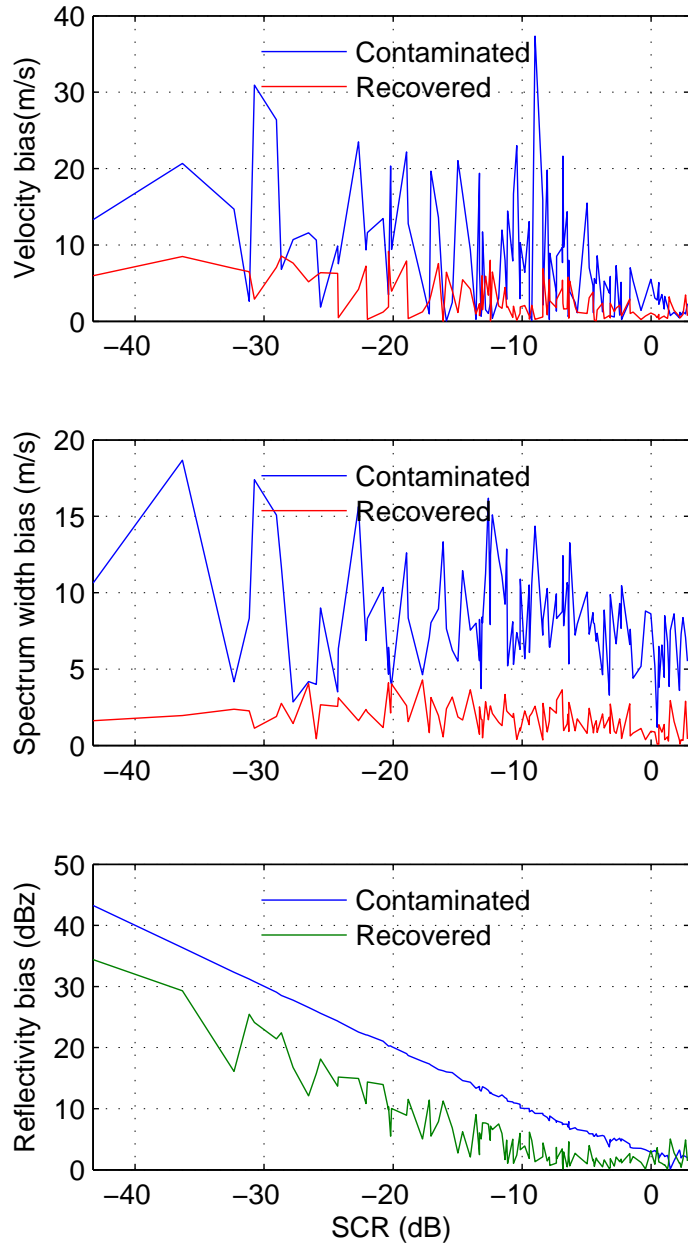 40
30
20
10
0
Velocity bias(m/s)
Contaminated
Recovered
−40 −30 −20 −10 0
20
15
10
5
0
Spectrum width bias (m/s)
Contaminated
Recovered
−40 −30 −20 −10 0
50
40
30
20
10
0
Reflectivity bias (dBz)
Contaminated
Recovered
−40 −30 −20 −10 0
SCR (dB)